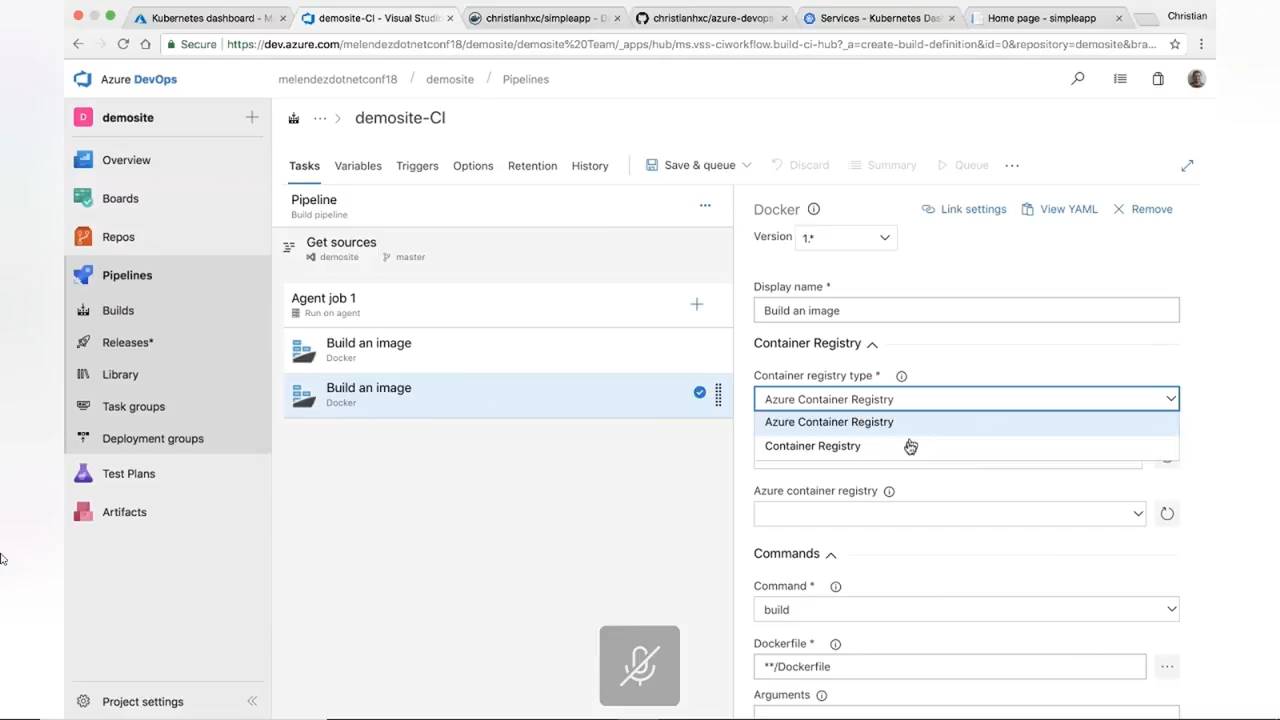 Kubernetes dashboard - M
demosite-CI - Visual Studi
christianhxc/simpleapp - D
christianhxc/azure-devops
Services - Kubernetes Das
Home page - simpleapp
Christian
Secure
https://dev.azure.com/melendezdotnetconf18/demosite/demosite%20Team/_apps/hub/ms.vss-ciworkflow.build-ci-hub?_a=create-build-definition&id=0&repository=demosite&bra...
Azure DevOps
melendezdotnetconf18 / demosite / Pipelines
D
demosite
Overview
Boards
Repos
Pipelines
Builds
Releases*
Library
Task groups
Deployment groups
Test Plans
Artifacts
Project settings
... > demosite-CI
Tasks Variables Triggers Options Retention History
Save & queue
Discard
Summary
Queue
...
Pipeline
Build pipeline
...
Get sources
demosite master
Agent job 1
Run on agent
Build an image
Docker
Build an image
Docker
Docker
Link settings View YAML Remove
Version 1.*
Display name *
Build an image
Container Registry
Container registry type *
Azure Container Registry
Azure Container Registry
Container Registry
Azure container registry
Commands
Command *
build
Dockerfile *
**/Dockerfile
...
Arguments